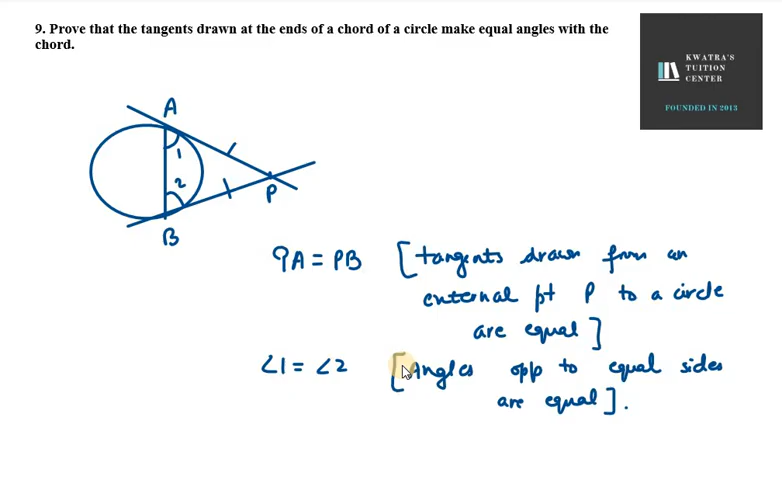 9. Prove that the tangents drawn at the ends of a chord of a circle make equal angles with the
chord.
KWATRA'S
TUITION
CENTER
FOUNDED IN 2013
A
1
2
P
B
PA = PB [tangents drawn from an
external pt P to a circle
are equal]
∠1 = ∠2 [Angles opp to equal sides
are equal].